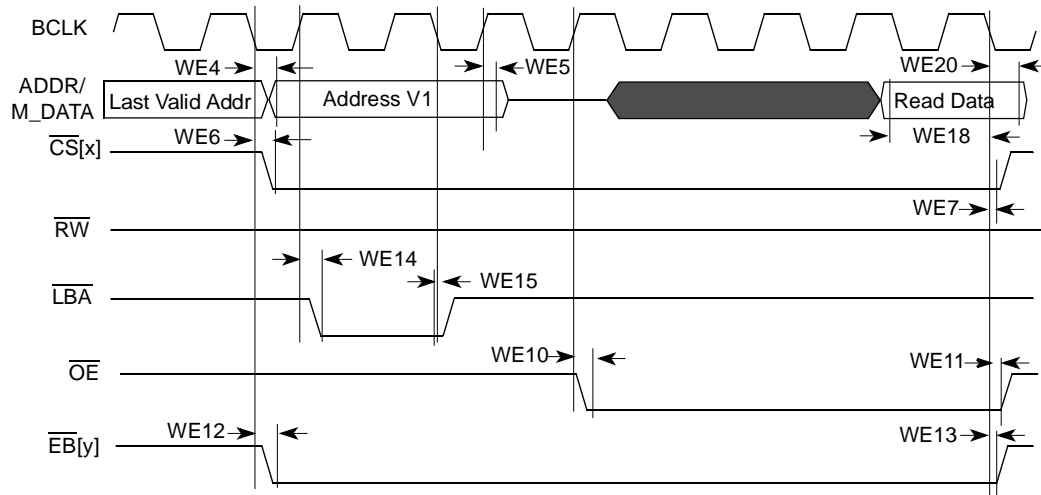 BCLK
WE4
WE5
WE20
ADDR/
M_DATA
Last Valid Addr
Address V1
Read Data
WE6
WE18
CS[x]
WE7
RW
WE14
WE15
LBA
WE10
WE11
OE
WE12
WE13
EB[y]